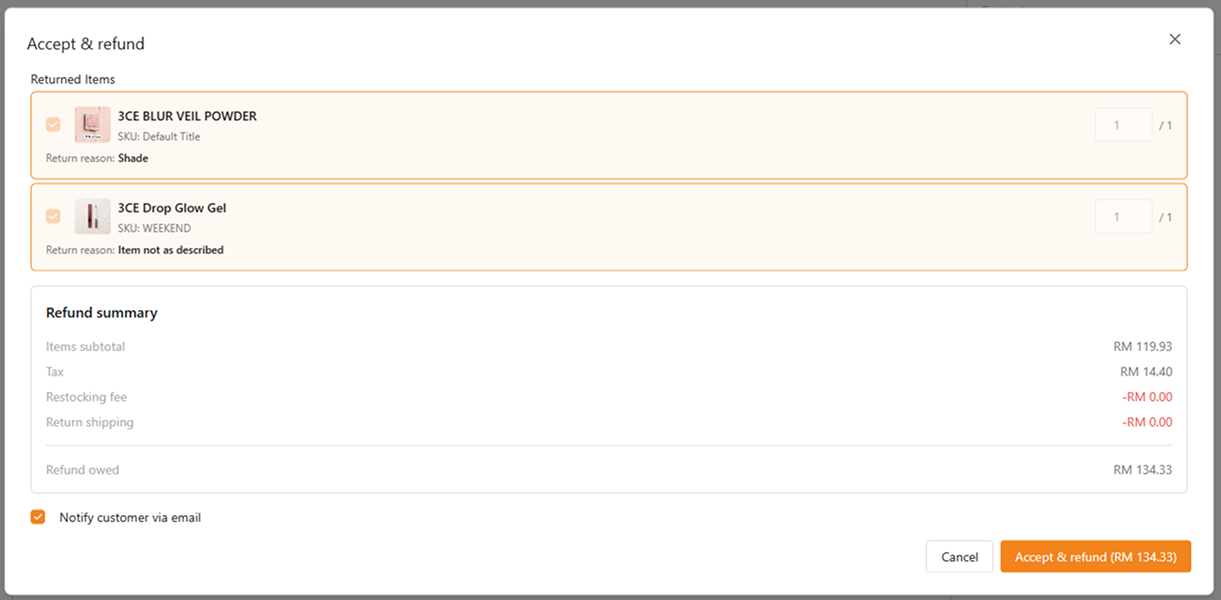 Accept & refund
Returned Items
3CE BLUR VEIL POWDER
SKU: Default Title
1 / 1
Return reason: Shade
3CE Drop Glow Gel
SKU: WEEKEND
1 / 1
Return reason: Item not as described
Refund summary
Items subtotal RM 119.93
Tax RM 14.40
Restocking fee -RM 0.00
Return shipping -RM 0.00
Refund owed RM 134.33
Notify customer via email
Cancel Accept & refund (RM 134.33)